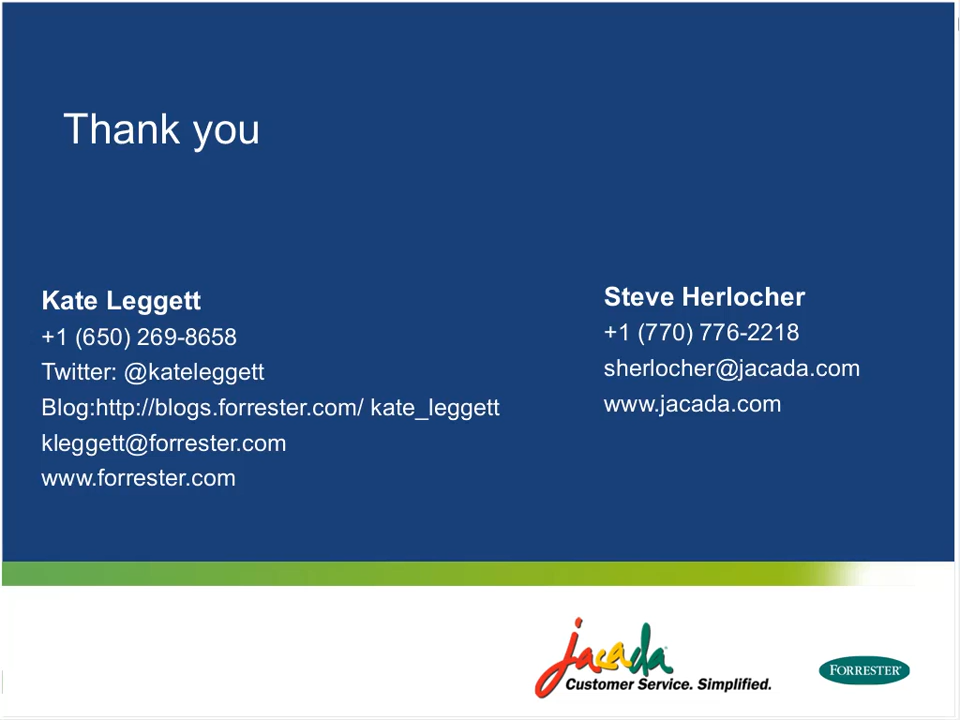 Thank you
Kate Leggett
+1 (650) 269-8658
Twitter: @kateleggett
Blog:http://blogs.forrester.com/ kate_leggett
kleggett@forrester.com
www.forrester.com
Steve Herlocher
+1 (770) 776-2218
sherlocher@jacada.com
www.jacada.com
jacada
Customer Service. Simplified.
FORRESTER